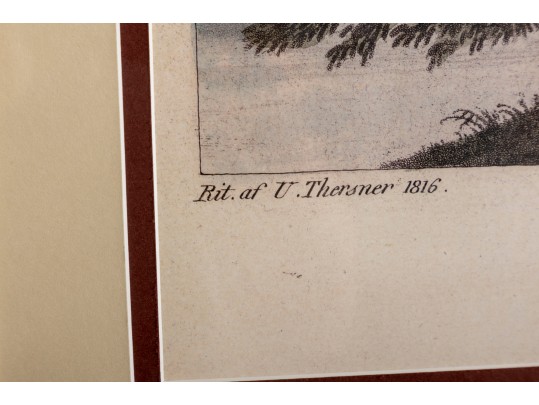 Rit. af U. Thersner 1816.